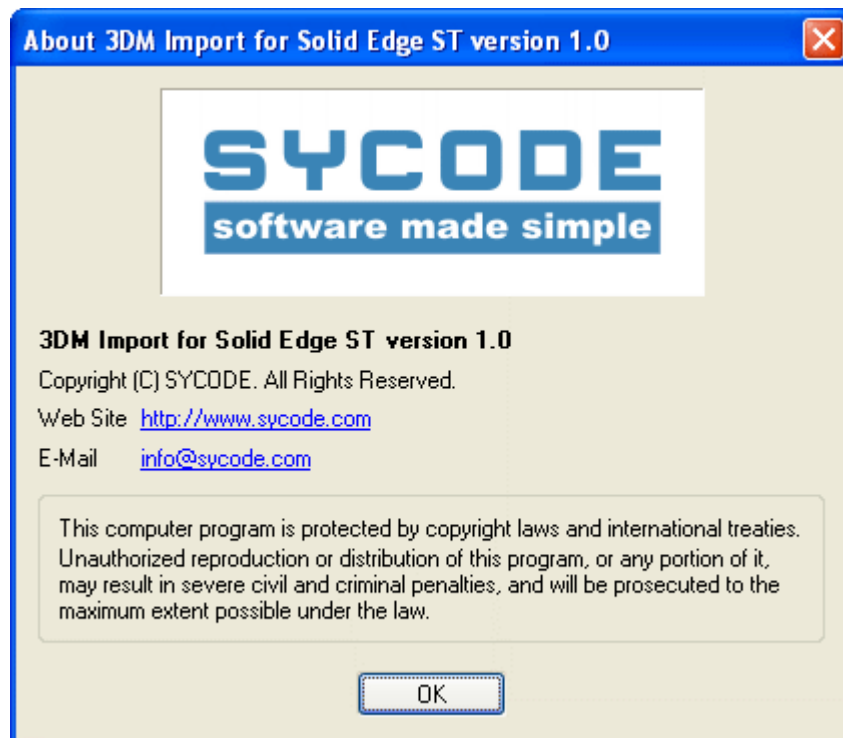 About 3DM Import for Solid Edge ST version 1.0
SYCODE
software made simple
3DM Import for Solid Edge ST version 1.0
Copyright (C) SYCODE. All Rights Reserved.
Web Site http://www.sycode.com
E-Mail info@sycode.com
This computer program is protected by copyright laws and international treaties.
Unauthorized reproduction or distribution of this program, or any portion of it,
may result in severe civil and criminal penalties, and will be prosecuted to the
maximum extent possible under the law.
OK